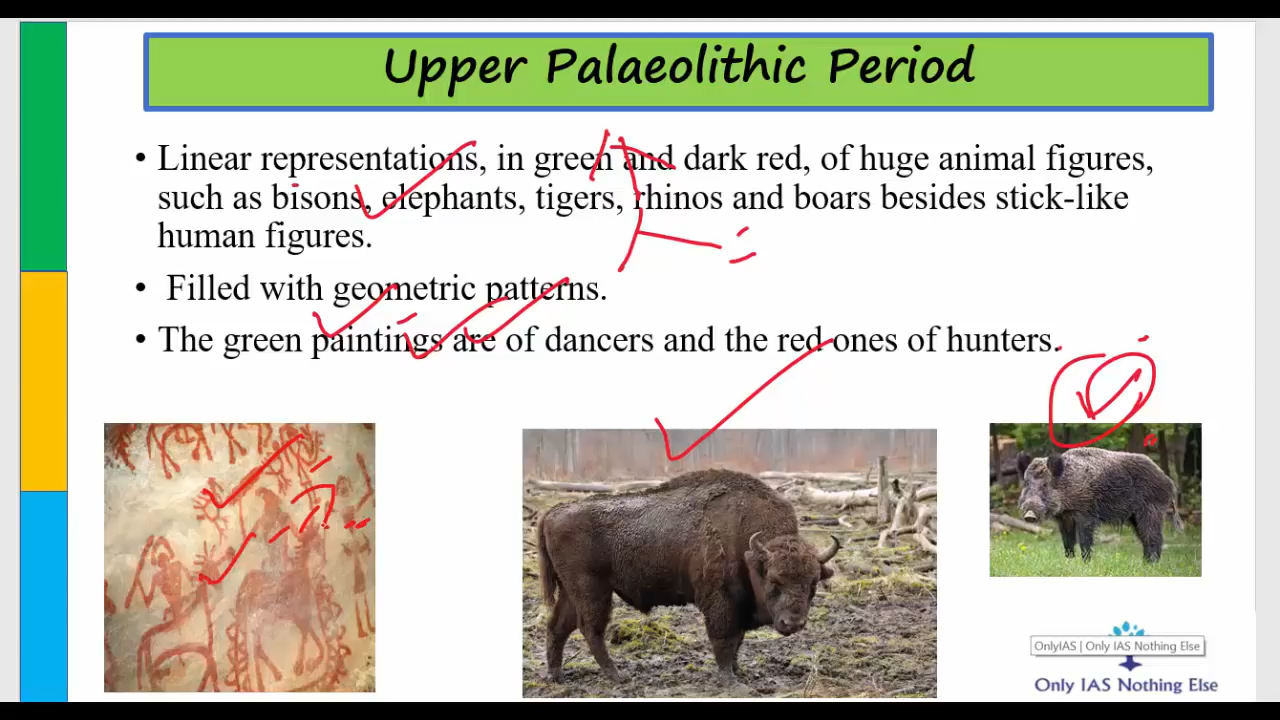 Upper Palaeolithic Period
• Linear representations, in green and dark red, of huge animal figures,
such as bisons, elephants, tigers, rhinos and boars besides stick-like
human figures.
• Filled with geometric patterns.
• The green paintings are of dancers and the red ones of hunters.
OnlyIAS | Only IAS Nothing Else
Only IAS Nothing Else